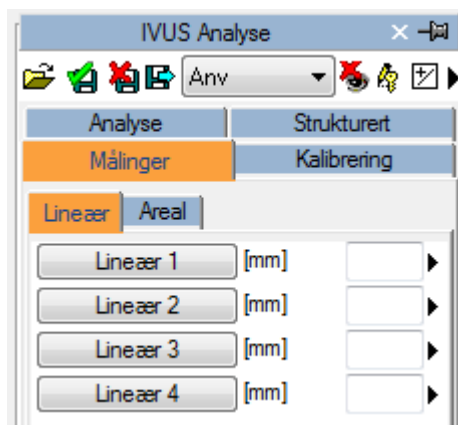 IVUS Analyse
Anv
Analyse Strukturert
Målinger Kalibrering
Lineær Areal
Lineær 1 [mm]
Lineær 2 [mm]
Lineær 3 [mm]
Lineær 4 [mm]